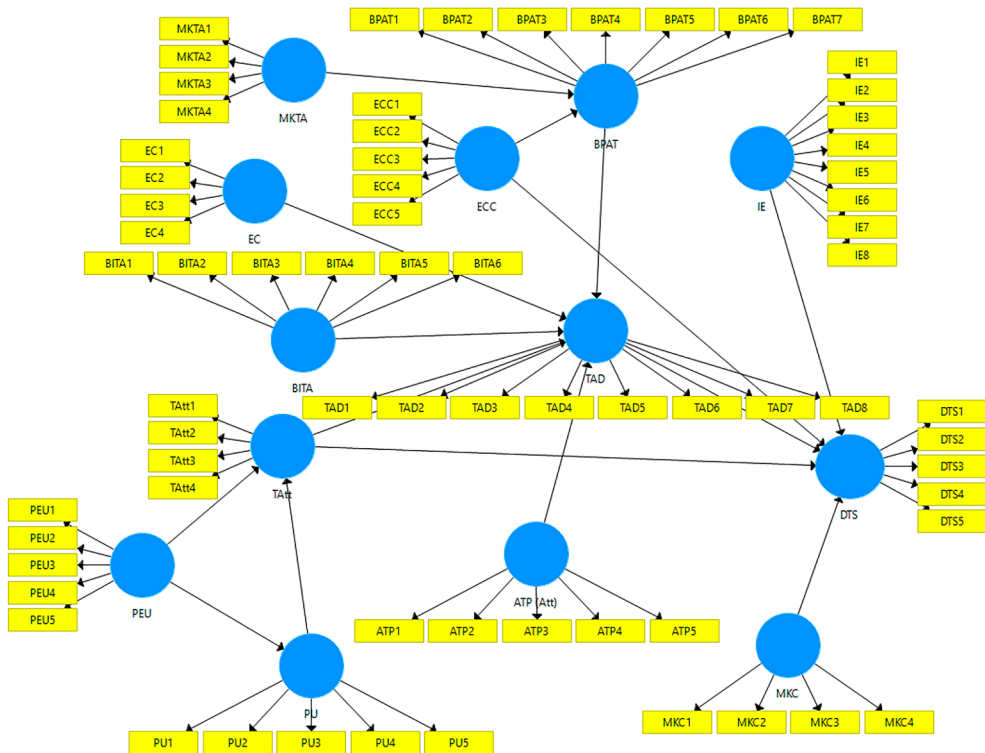 BPAT1 BPAT2 BPAT3 BPAT4 BPAT5 BPAT6 BPAT7
MKTA1
MKTA2
MKTA3
MKTA4
MKTA
BPAT
ECC1
ECC2
ECC3
ECC4
ECC5
ECC
IE1
IE2
IE3
IE4
IE5
IE6
IE7
IE8
IE
EC1
EC2
EC3
EC4
EC
BITA1 BITA2 BITA3 BITA4 BITA5 BITA6
BITA
TAD
TAD1 TAD2 TAD3 TAD4 TAD5 TAD6 TAD7 TAD8
TAtt1
TAtt2
TAtt3
TAtt4
TAtt
DTS1
DTS2
DTS3
DTS4
DTS5
DTS
PEU1
PEU2
PEU3
PEU4
PEU5
PEU
ATP (Att)
ATP1 ATP2 ATP3 ATP4 ATP5
PU
PU1 PU2 PU3 PU4 PU5
MKC
MKC1 MKC2 MKC3 MKC4